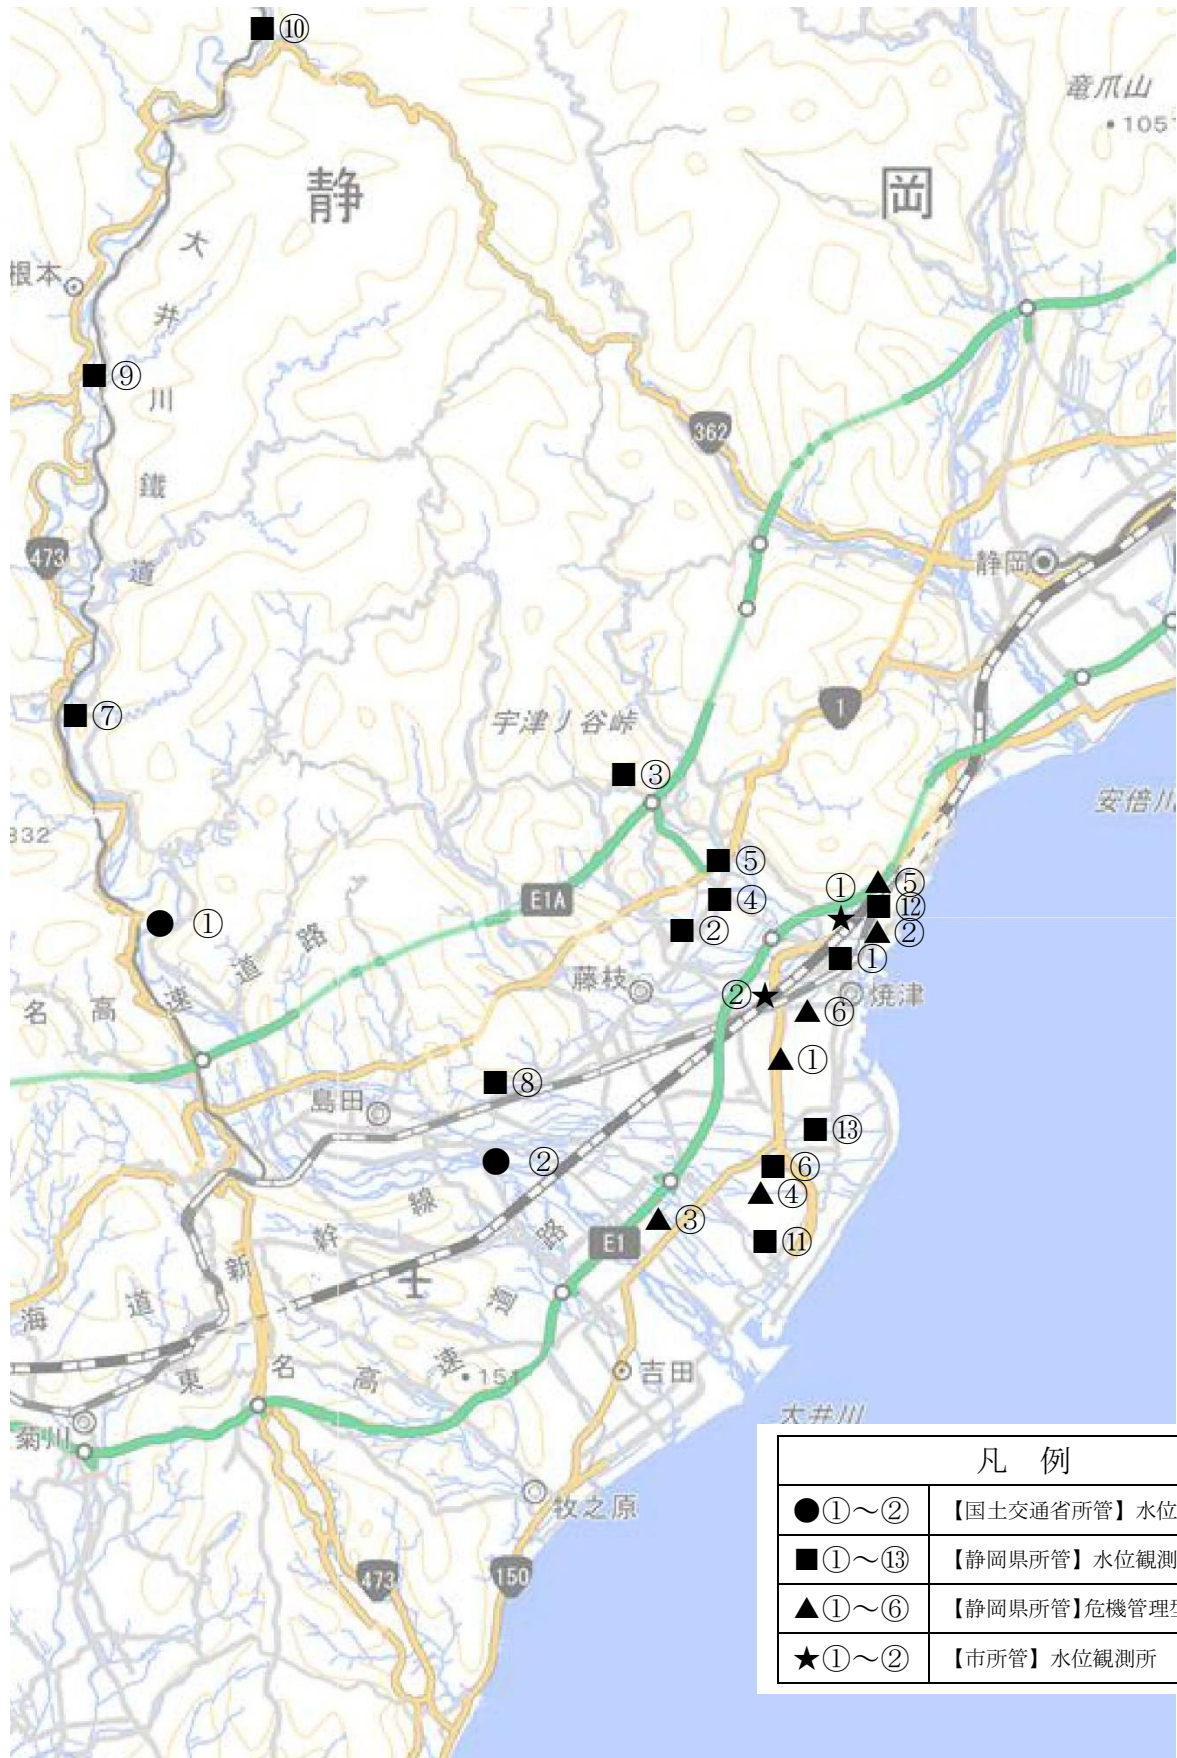 ■⑩
竜爪山
・105
静
岡
大
井
川
鐵
道
根本
■⑨
362
473
静岡
■⑦
宇津ノ谷峠
1
■③
安倍川
332
■⑤
①
▲⑤
E1A
■④
★
■⑫
●①
■②
▲②
■①
藤枝
②★
焼津
名高速道路
▲⑥
▲①
■⑧
島田
■⑬
●②
■⑥
▲④
▲③
E1
■⑪
海道新幹線
東名高速道路
・151
吉田
大井川
菊川
牧之原
473
150
凡 例
●①～② 【国土交通省所管】水位
■①～⑬ 【静岡県所管】水位観測
▲①～⑥ 【静岡県所管】危機管理型
★①～② 【市所管】水位観測所